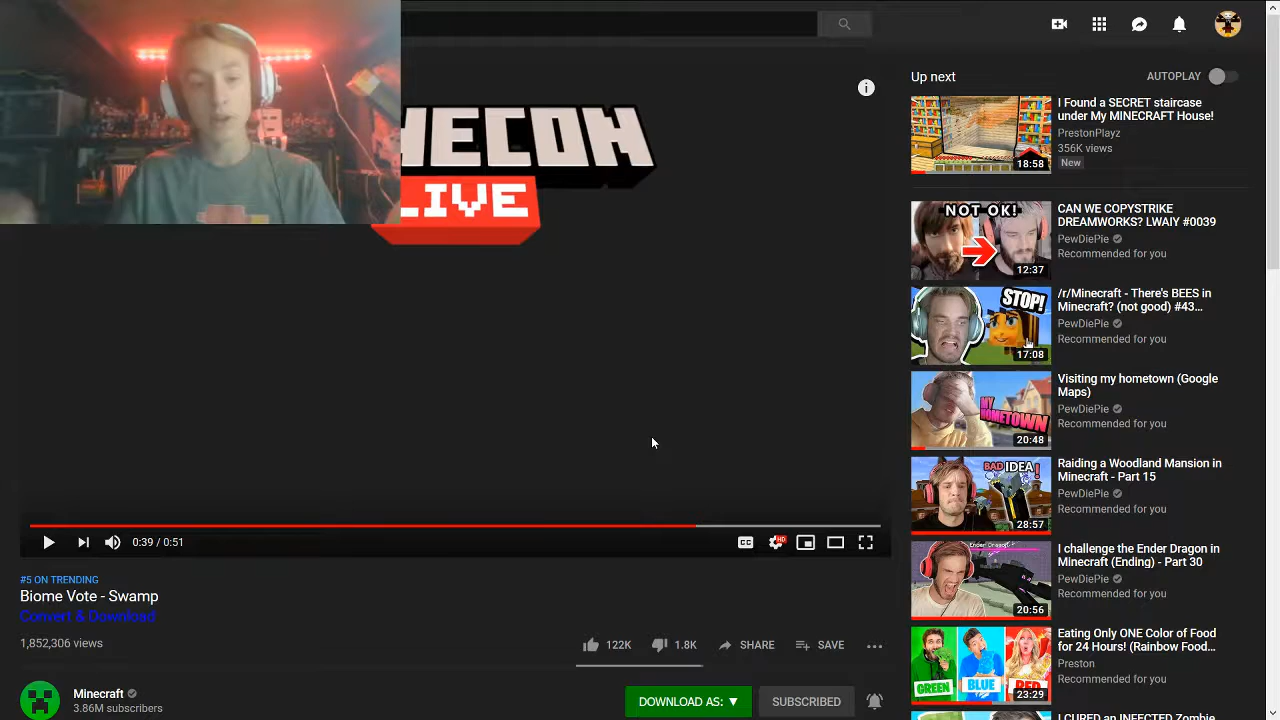 NECON
LIVE
0:39 / 0:51
CC
HD
#5 ON TRENDING
Biome Vote - Swamp
Convert & Download
1,852,306 views
122K
1.8K
SHARE
SAVE
Minecraft
3.86M subscribers
DOWNLOAD AS: ▼
SUBSCRIBED
Up next
AUTOPLAY
18:58
I Found a SECRET staircase
under My MINECRAFT House!
PrestonPlayz
356K views
New
NOT OK!
12:37
CAN WE COPYSTRIKE
DREAMWORKS? LWAIY #0039
PewDiePie
Recommended for you
STOP!
17:08
/r/Minecraft - There's BEES in
Minecraft? (not good) #43...
PewDiePie
Recommended for you
MY
HOMETOWN
20:48
Visiting my hometown (Google
Maps)
PewDiePie
Recommended for you
BAD IDEA!
28:57
Raiding a Woodland Mansion in
Minecraft - Part 15
PewDiePie
Recommended for you
Ender Dragon
20:56
I challenge the Ender Dragon in
Minecraft (Ending) - Part 30
PewDiePie
Recommended for you
GREEN
BLUE
RED
23:29
Eating Only ONE Color of Food
for 24 Hours! (Rainbow Food...
Preston
Recommended for you
I CURED an INFECTED Zombie